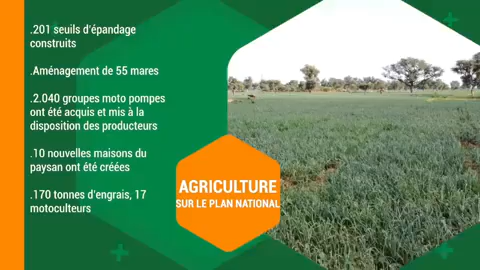 .201 seuils d'épandage
construits
.Aménagement de 55 mares
.2.040 groupes moto pompes
ont été acquis et mis à la
disposition des producteurs
.10 nouvelles maisons du
paysan ont été créées
.170 tonnes d'engrais, 17
motoculteurs
AGRICULTURE
SUR LE PLAN NATIONAL